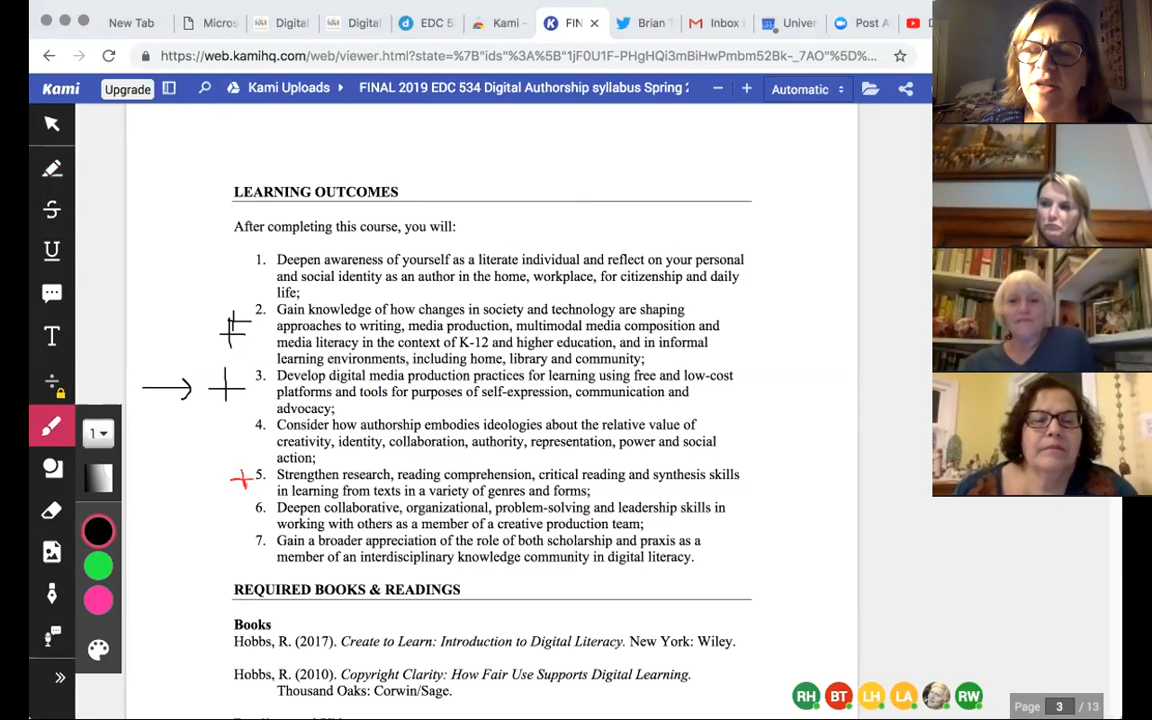 New Tab
Micros
Digital
Digital
EDC 5
Kami -
FIN
Brian T
Inbox (
Univer
Post A
https://web.kamihq.com/web/viewer.html?state=%7B"ids"%3A%5B"1jF0U1F-PHgHQi3mBiHwPmbm52Bk-_7AO"%5D%...
Kami
Upgrade
Kami Uploads
FINAL 2019 EDC 534 Digital Authorship syllabus Spring 2
Automatic
LEARNING OUTCOMES
After completing this course, you will:
1. Deepen awareness of yourself as a literate individual and reflect on your personal
and social identity as an author in the home, workplace, for citizenship and daily
life;
2. Gain knowledge of how changes in society and technology are shaping
approaches to writing, media production, multimodal media composition and
media literacy in the context of K-12 and higher education, and in informal
learning environments, including home, library and community;
3. Develop digital media production practices for learning using free and low-cost
platforms and tools for purposes of self-expression, communication and
advocacy;
4. Consider how authorship embodies ideologies about the relative value of
creativity, identity, collaboration, authority, representation, power and social
action;
5. Strengthen research, reading comprehension, critical reading and synthesis skills
in learning from texts in a variety of genres and forms;
6. Deepen collaborative, organizational, problem-solving and leadership skills in
working with others as a member of a creative production team;
7. Gain a broader appreciation of the role of both scholarship and praxis as a
member of an interdisciplinary knowledge community in digital literacy.
REQUIRED BOOKS & READINGS
Books
Hobbs, R. (2017). Create to Learn: Introduction to Digital Literacy. New York: Wiley.
Hobbs, R. (2010). Copyright Clarity: How Fair Use Supports Digital Learning.
Thousand Oaks: Corwin/Sage.
1
RH BT LH LA RW
Page 3 / 13